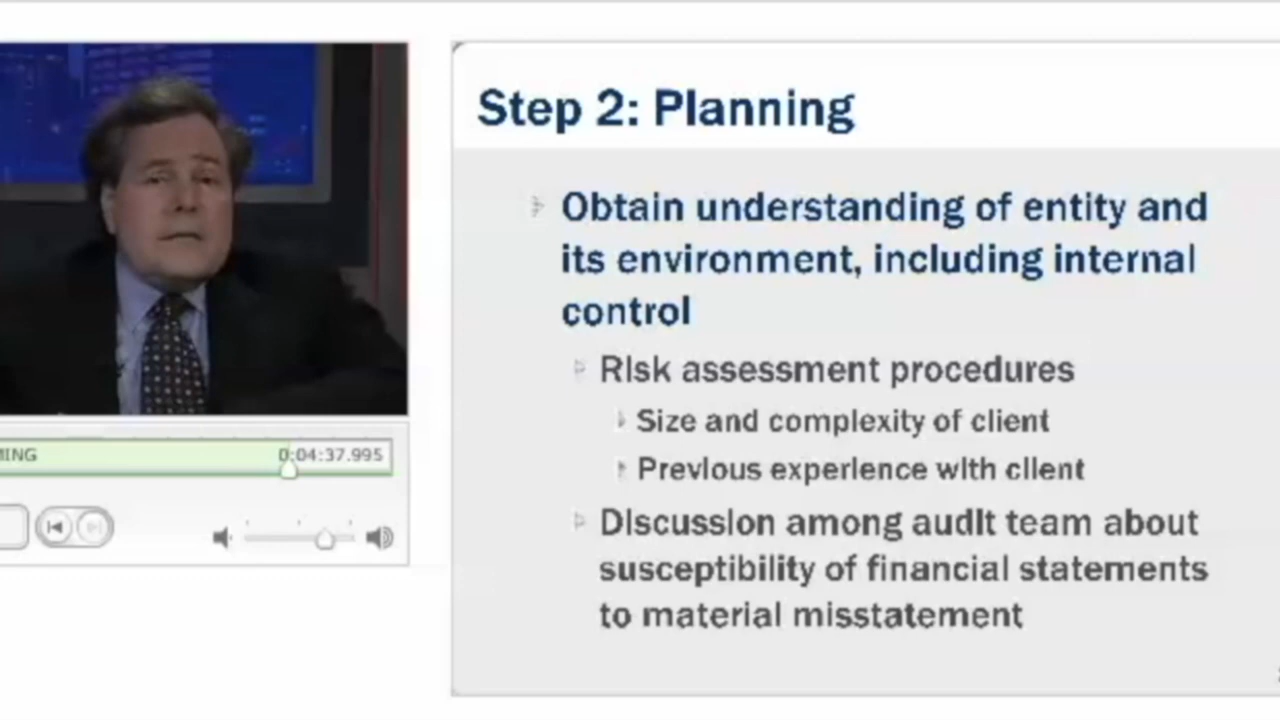 Step 2: Planning
Obtain understanding of entity and
its environment, including internal
control
Risk assessment procedures
Size and complexity of client
Previous experience with client
Discussion among audit team about
susceptibility of financial statements
to material misstatement
0:04:37.995